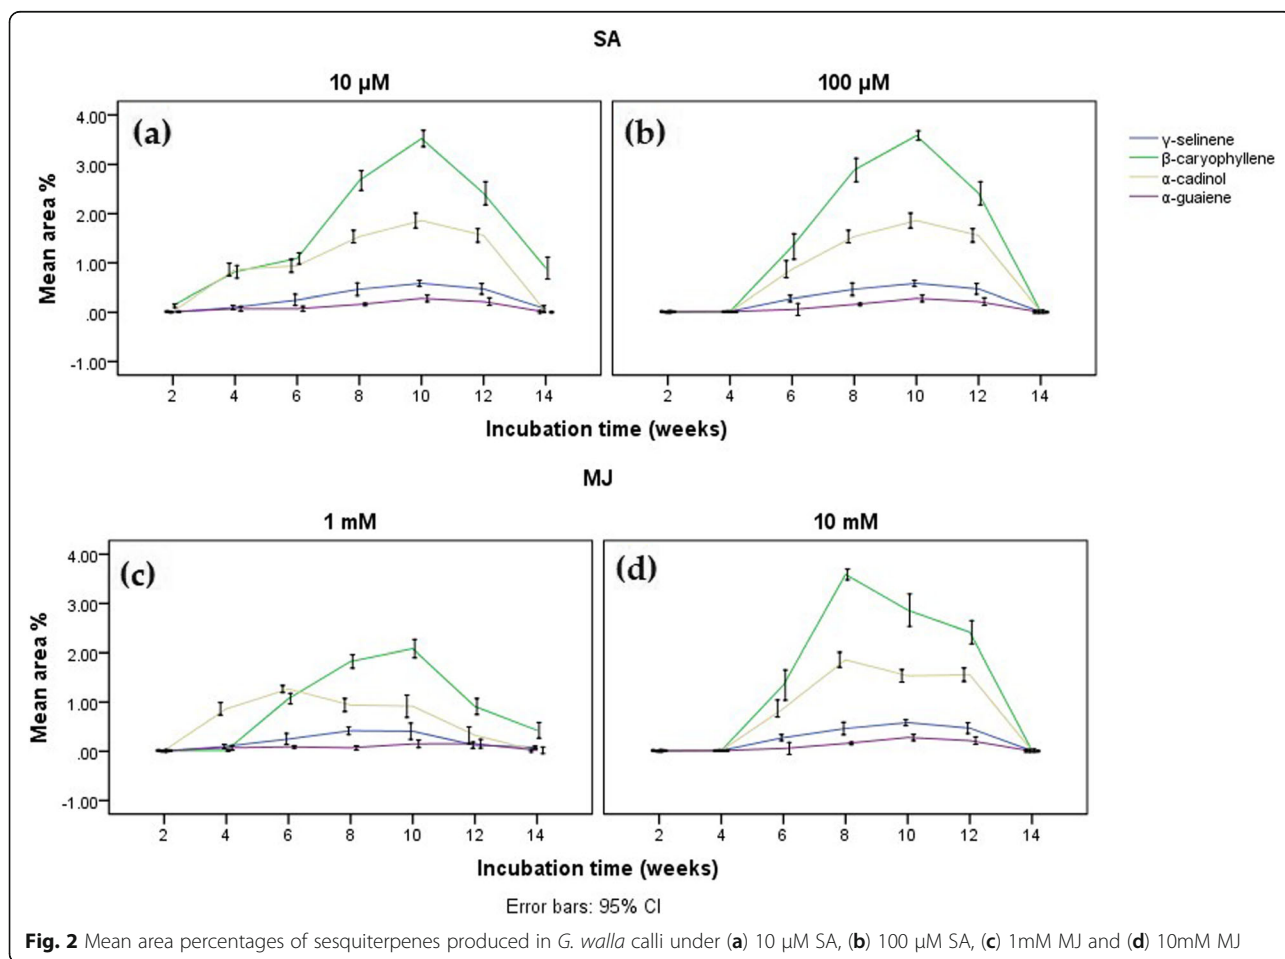 SA
10 µM
100 µM
(a)
(b)
4.00
3.00
2.00
1.00
.00
-1.00
Mean area %
2 4 6 8 10 12 14
2 4 6 8 10 12 14
Incubation time (weeks)
γ-selinene
β-caryophyllene
α-cadinol
α-guaiene
MJ
1 mM
10 mM
(c)
(d)
4.00
3.00
2.00
1.00
.00
-1.00
Mean area %
2 4 6 8 10 12 14
2 4 6 8 10 12 14
Incubation time (weeks)
Error bars: 95% CI
Fig. 2 Mean area percentages of sesquiterpenes produced in G. walla calli under (a) 10 µM SA, (b) 100 µM SA, (c) 1mM MJ and (d) 10mM MJ